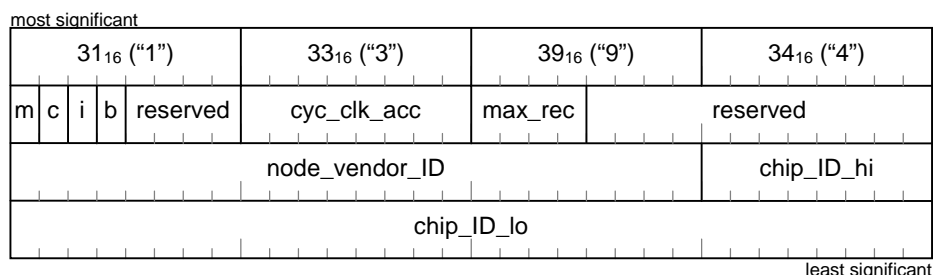 most significant
31₁₆ (“1”) 33₁₆ (“3”) 39₁₆ (“9”) 34₁₆ (“4”)
m c i b reserved cyc_clk_acc max_rec reserved
node_vendor_ID chip_ID_hi
chip_ID_lo
least significant